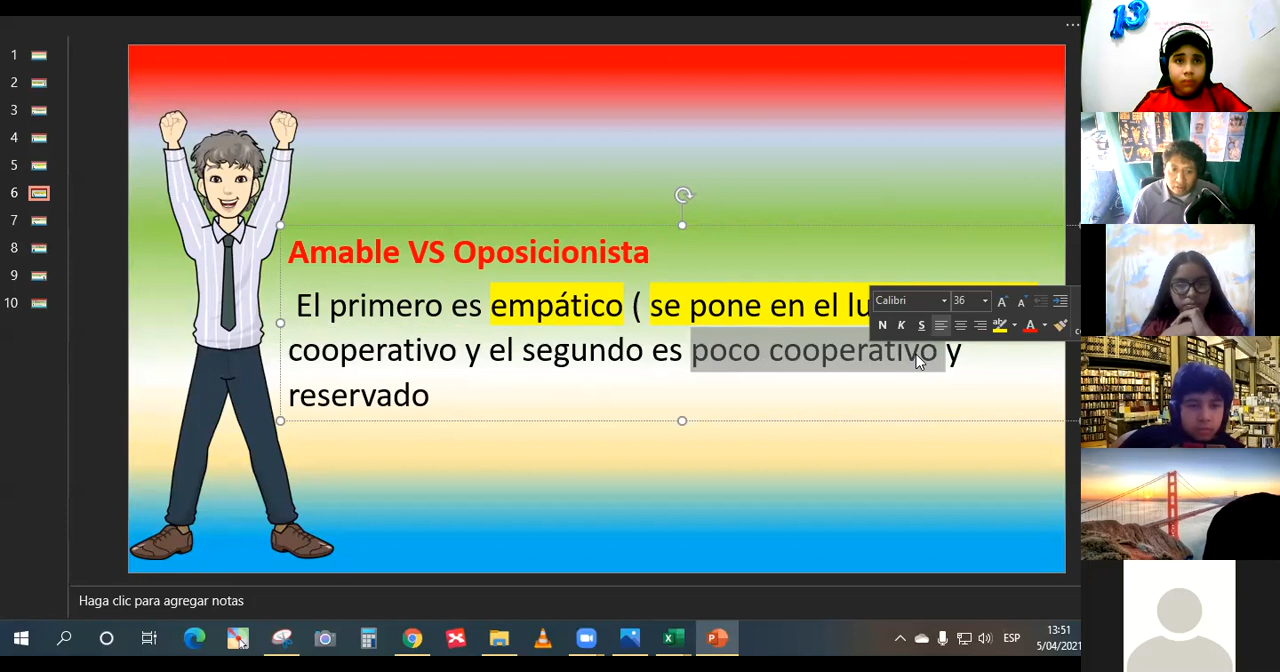 1
2
3
4
5
6
7
8
9
10
Amable VS Oposicionista
El primero es empático ( se pone en el lu
cooperativo y el segundo es poco cooperativo y
reservado
Calibri 36
N K S
Haga clic para agregar notas
ESP
13:51
5/04/2021
13